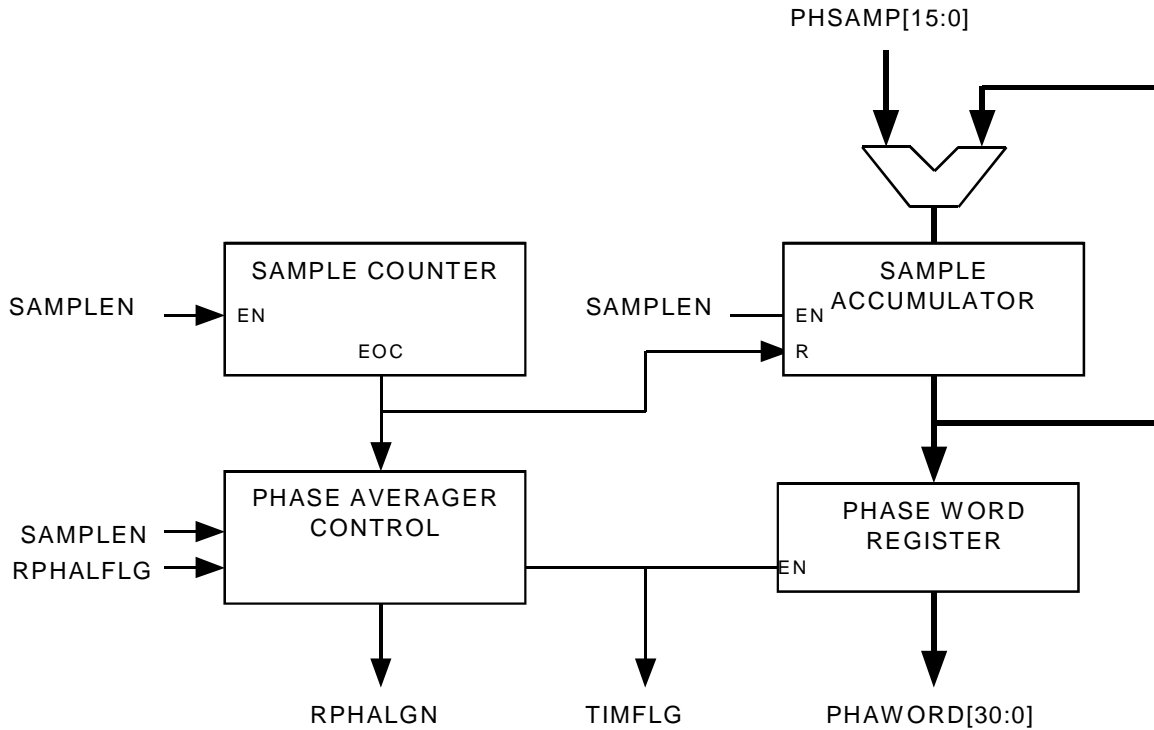 PHSAMP[15:0]
SAMPLE COUNTER
SAMPLEN
EN
EOC
SAMPLE
ACCUMULATOR
SAMPLEN
EN
R
PHASE AVERAGER
CONTROL
SAMPLEN
RPHALFLG
PHASE WORD
REGISTER
EN
RPHALGN
TIMFLG
PHAWORD[30:0]